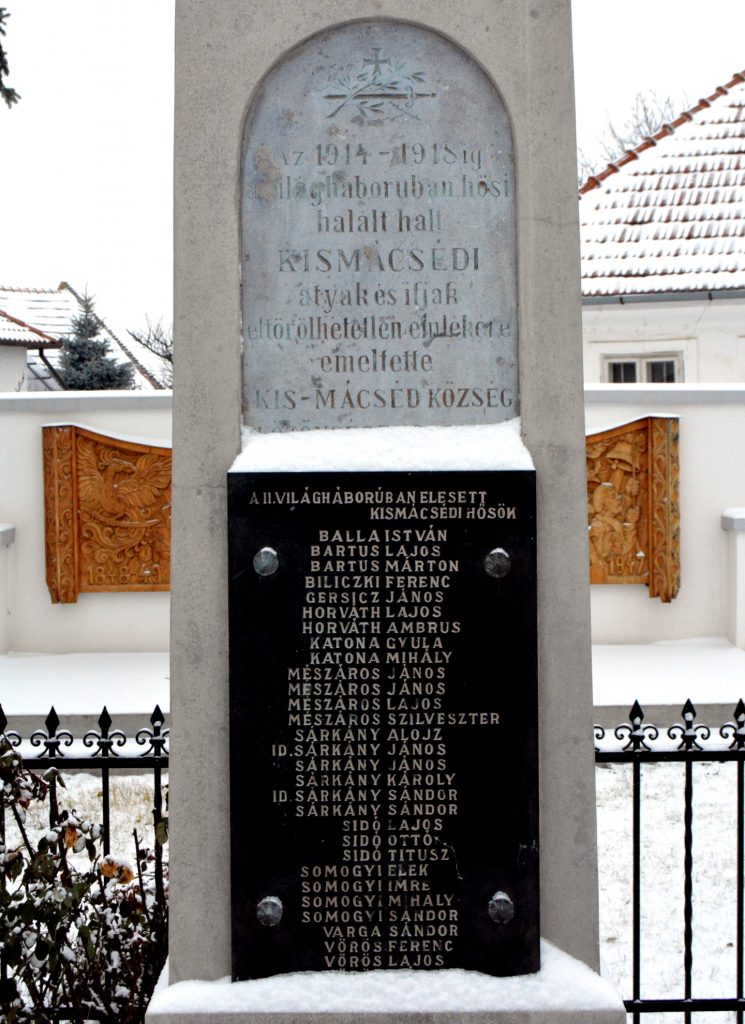 Az 1914-1918 ig
a világháboruban hősi
halált halt
KISMÁCSÉDI
atyak és ifjak
eltörölhetetlen emlekére
emeltette
KIS-MÁCSÉD KÖZSÉG
A II. VILÁGHÁBORÚBAN ELESETT
KISMÁCSÉDI HŐSÖK
BALLA ISTVÁN
BARTUS LAJOS
BARTUS MÁRTON
BILICZKI FERENC
GERSICZ JÁNOS
HORVÁTH LAJOS
HORVÁTH AMBRUS
KATONA GYULA
KATONA MIHÁLY
MÉSZÁROS JÁNOS
MÉSZÁROS JÁNOS
MÉSZÁROS LAJOS
MÉSZÁROS SZILVESZTER
SÁRKÁNY ALOJZ
ID. SÁRKÁNY JÁNOS
SÁRKÁNY JÁNOS
SÁRKÁNY KÁROLY
ID. SÁRKÁNY SÁNDOR
SÁRKÁNY SÁNDOR
SIDÓ LAJOS
SIDÓ OTTÓ
SIDÓ TITUSZ
SOMOGYI ELEK
SOMOGYI IMRE
SOMOGYI MIHÁLY
SOMOGYI SÁNDOR
VARGA SÁNDOR
VÖRÖS FERENC
VÖRÖS LAJOS
1848
1947